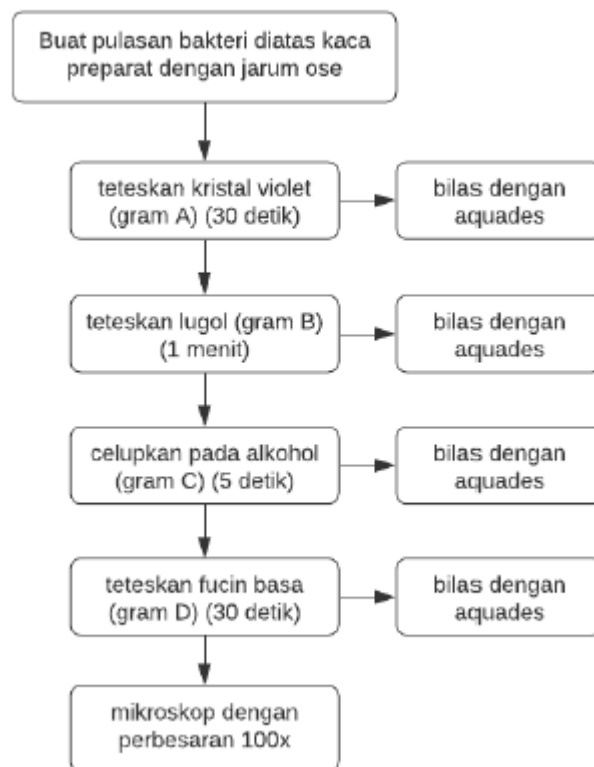 Buat pulasan bakteri diatas kaca
preparat dengan jarum ose
teteskan kristal violet
(gram A) (30 detik)
bilas dengan
aquades
teteskan lugol (gram B)
(1 menit)
bilas dengan
aquades
celupkan pada alkohol
(gram C) (5 detik)
bilas dengan
aquades
teteskan fucin basa
(gram D) (30 detik)
bilas dengan
aquades
mikroskop dengan
perbesaran 100x